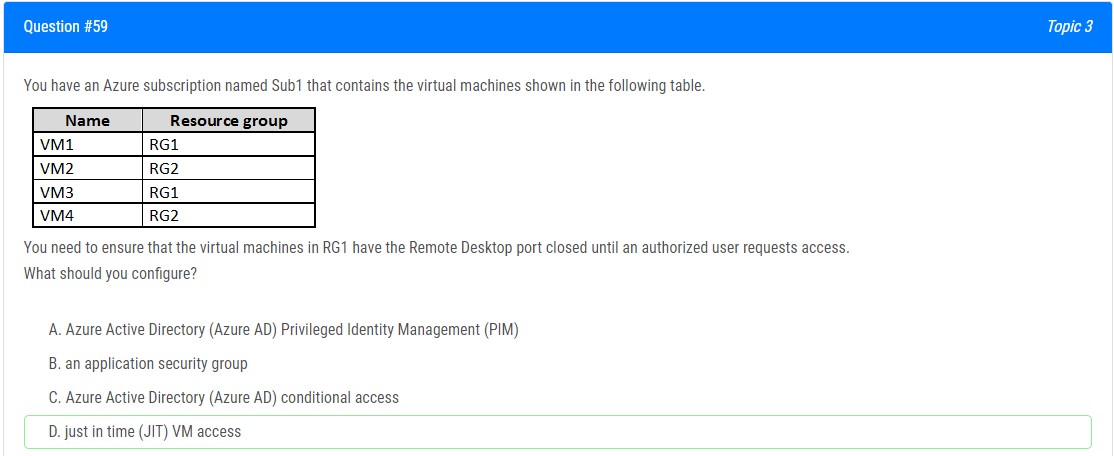 Question #59 Topic 3
You have an Azure subscription named Sub1 that contains the virtual machines shown in the following table.
Name Resource group
VM1 RG1
VM2 RG2
VM3 RG1
VM4 RG2
You need to ensure that the virtual machines in RG1 have the Remote Desktop port closed until an authorized user requests access.
What should you configure?
A. Azure Active Directory (Azure AD) Privileged Identity Management (PIM)
B. an application security group
C. Azure Active Directory (Azure AD) conditional access
D. just in time (JIT) VM access